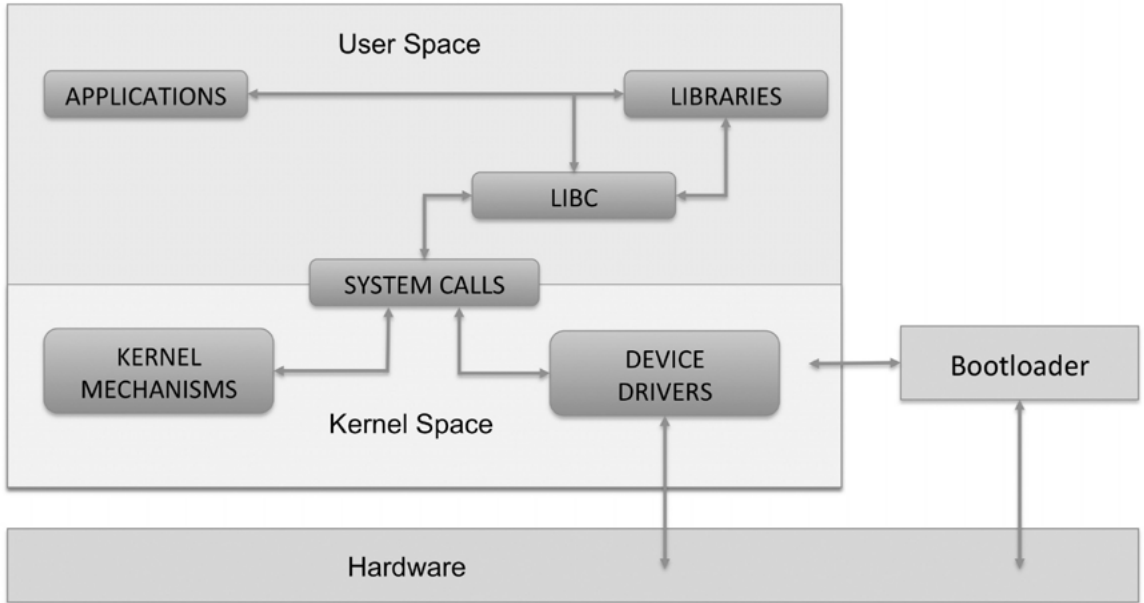 User Space
APPLICATIONS
LIBRARIES
LIBC
SYSTEM CALLS
KERNEL
MECHANISMS
DEVICE
DRIVERS
Bootloader
Kernel Space
Hardware